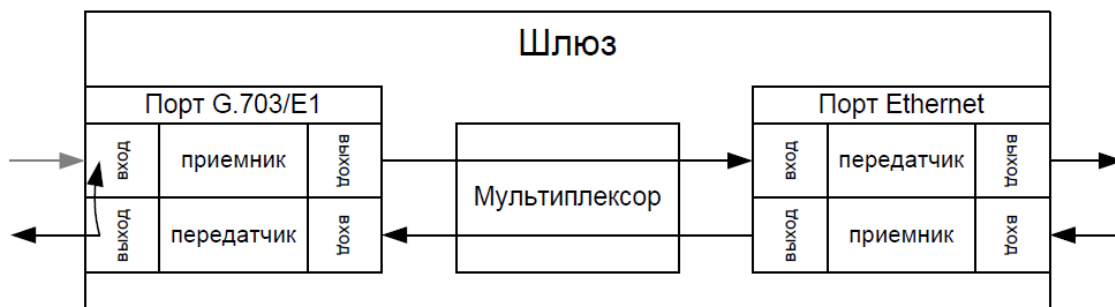 Шлюз
Порт G.703/E1
Порт Ethernet
вход
приемник
выход
вход
передатчик
выход
Мультиплексор
выход
передатчик
вход
выход
приемник
вход